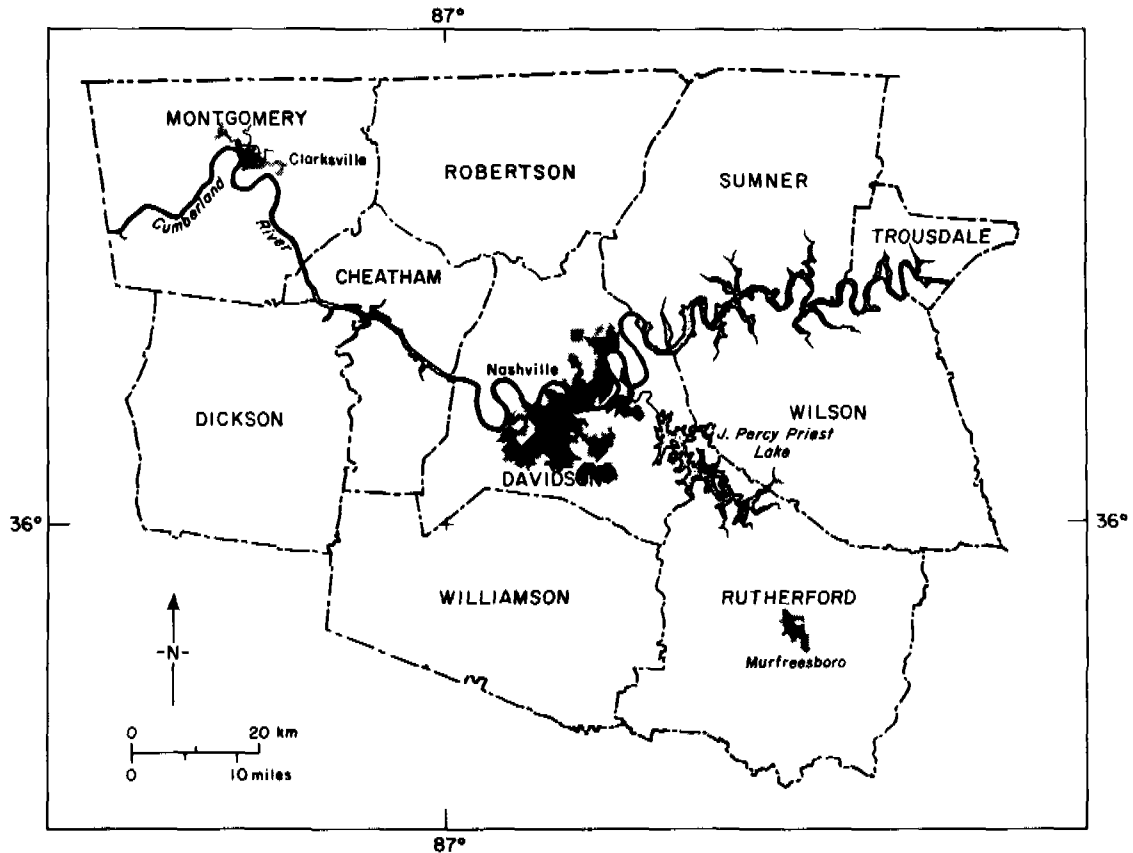 87°
MONTGOMERY
Clarksville
ROBERTSON
SUMNER
Cumberland
River
TROUSDALE
CHEATHAM
Nashville
DICKSON
WILSON
J. Percy Priest
Lake
DAVIDSON
36°
36°
WILLIAMSON
RUTHERFORD
-N-
Murfreesboro
0 20 km
0 10 miles
87°